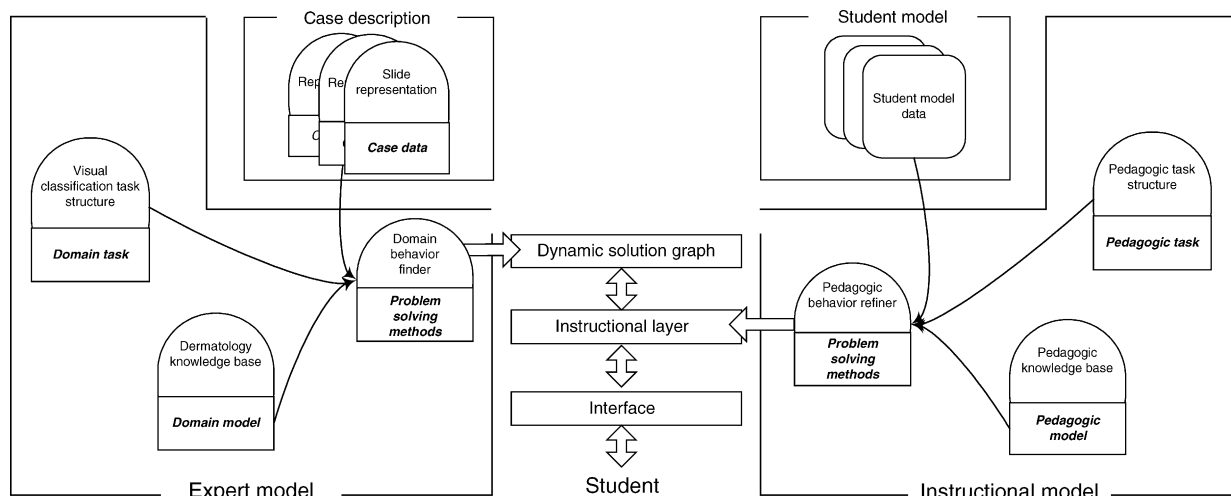 Case description
Student model
Rep
Re
Slide
representation
C
Case data
Student model
data
Visual
classification task
structure
Domain task
Pedagogic task
structure
Pedagogic task
Domain
behavior
finder
Problem
solving
methods
Dynamic solution graph
Instructional layer
Interface
Student
Pedagogic
behavior refiner
Problem
solving
methods
Dermatology
knowledge base
Domain model
Pedagogic
knowledge base
Pedagogic
model
Expert model
Instructional model